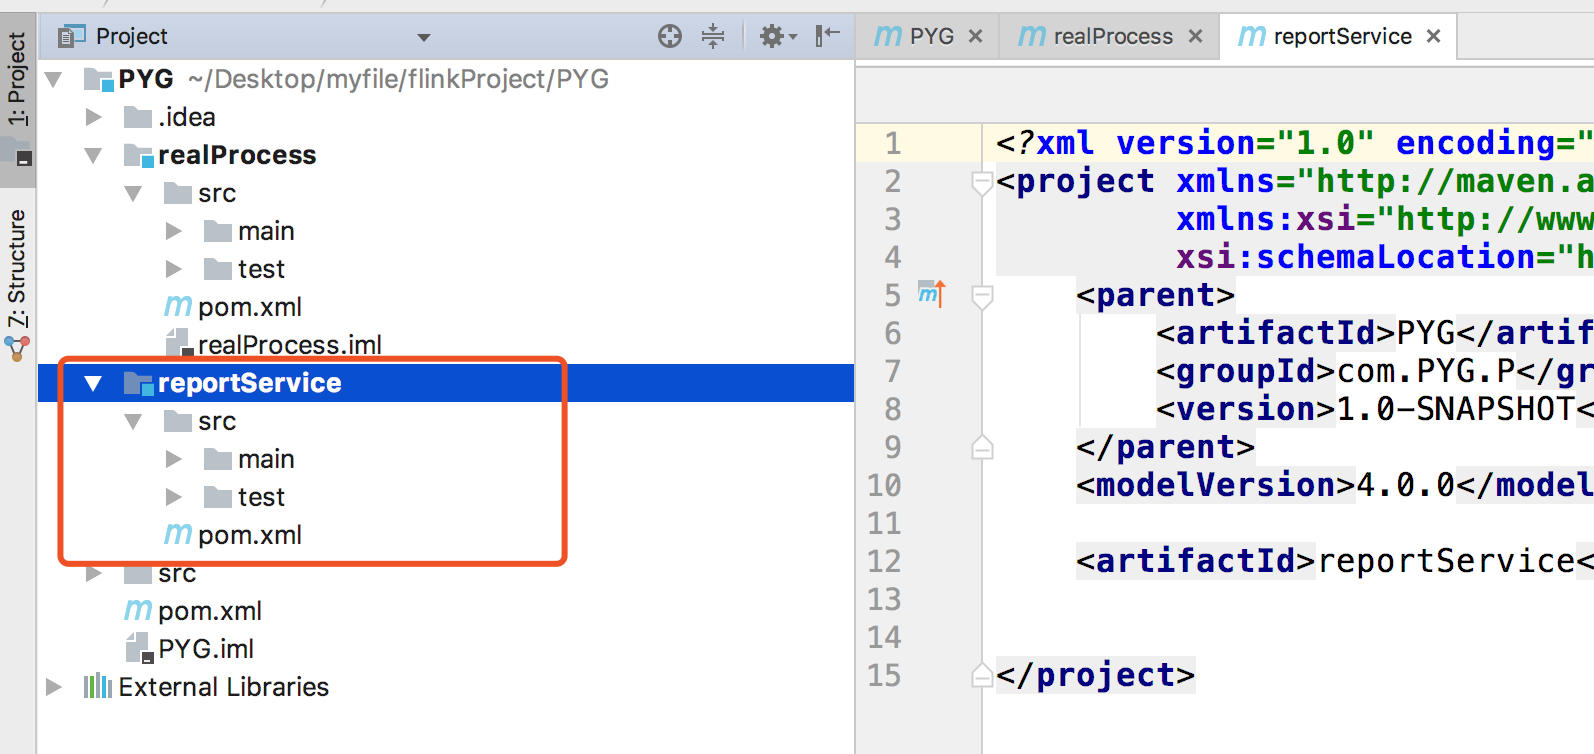 1: Project
7: Structure
Project
PYG ~/Desktop/myfile/flinkProject/PYG
.idea
realProcess
src
main
test
pom.xml
realProcess.iml
reportService
src
main
test
pom.xml
src
pom.xml
PYG.iml
External Libraries
PYG
realProcess
reportService
1 <?xml version="1.0" encoding="
2 <project xmlns="http://maven.a
3 xmlns:xsi="http://www
4 xsi:schemaLocation="h
5 <parent>
6 <artifactId>PYG</artif
7 <groupId>com.PYG.P</gr
8 <version>1.0-SNAPSHOT<
9 </parent>
10 <modelVersion>4.0.0</model
11
12 <artifactId>reportService<
13
14
15 </project>